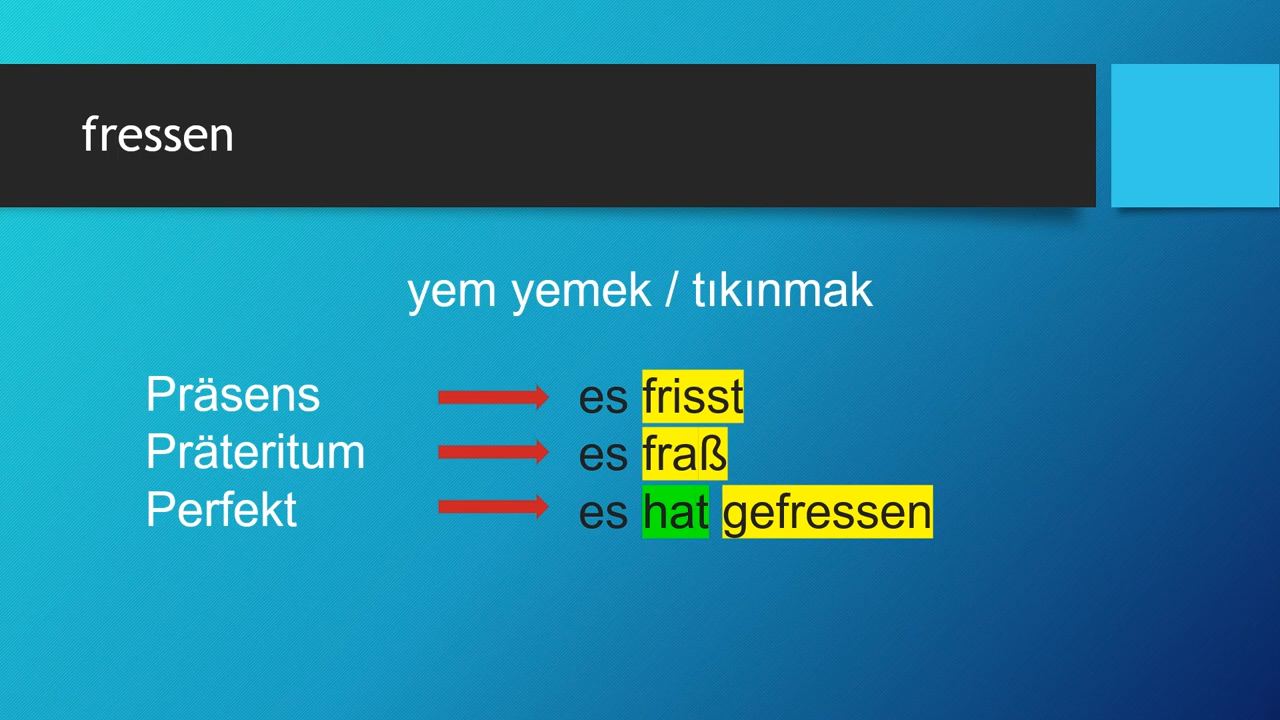 fressen
yem yemek / tıkınmak
Präsens es frisst
Präteritum es fraß
Perfekt es hat gefressen